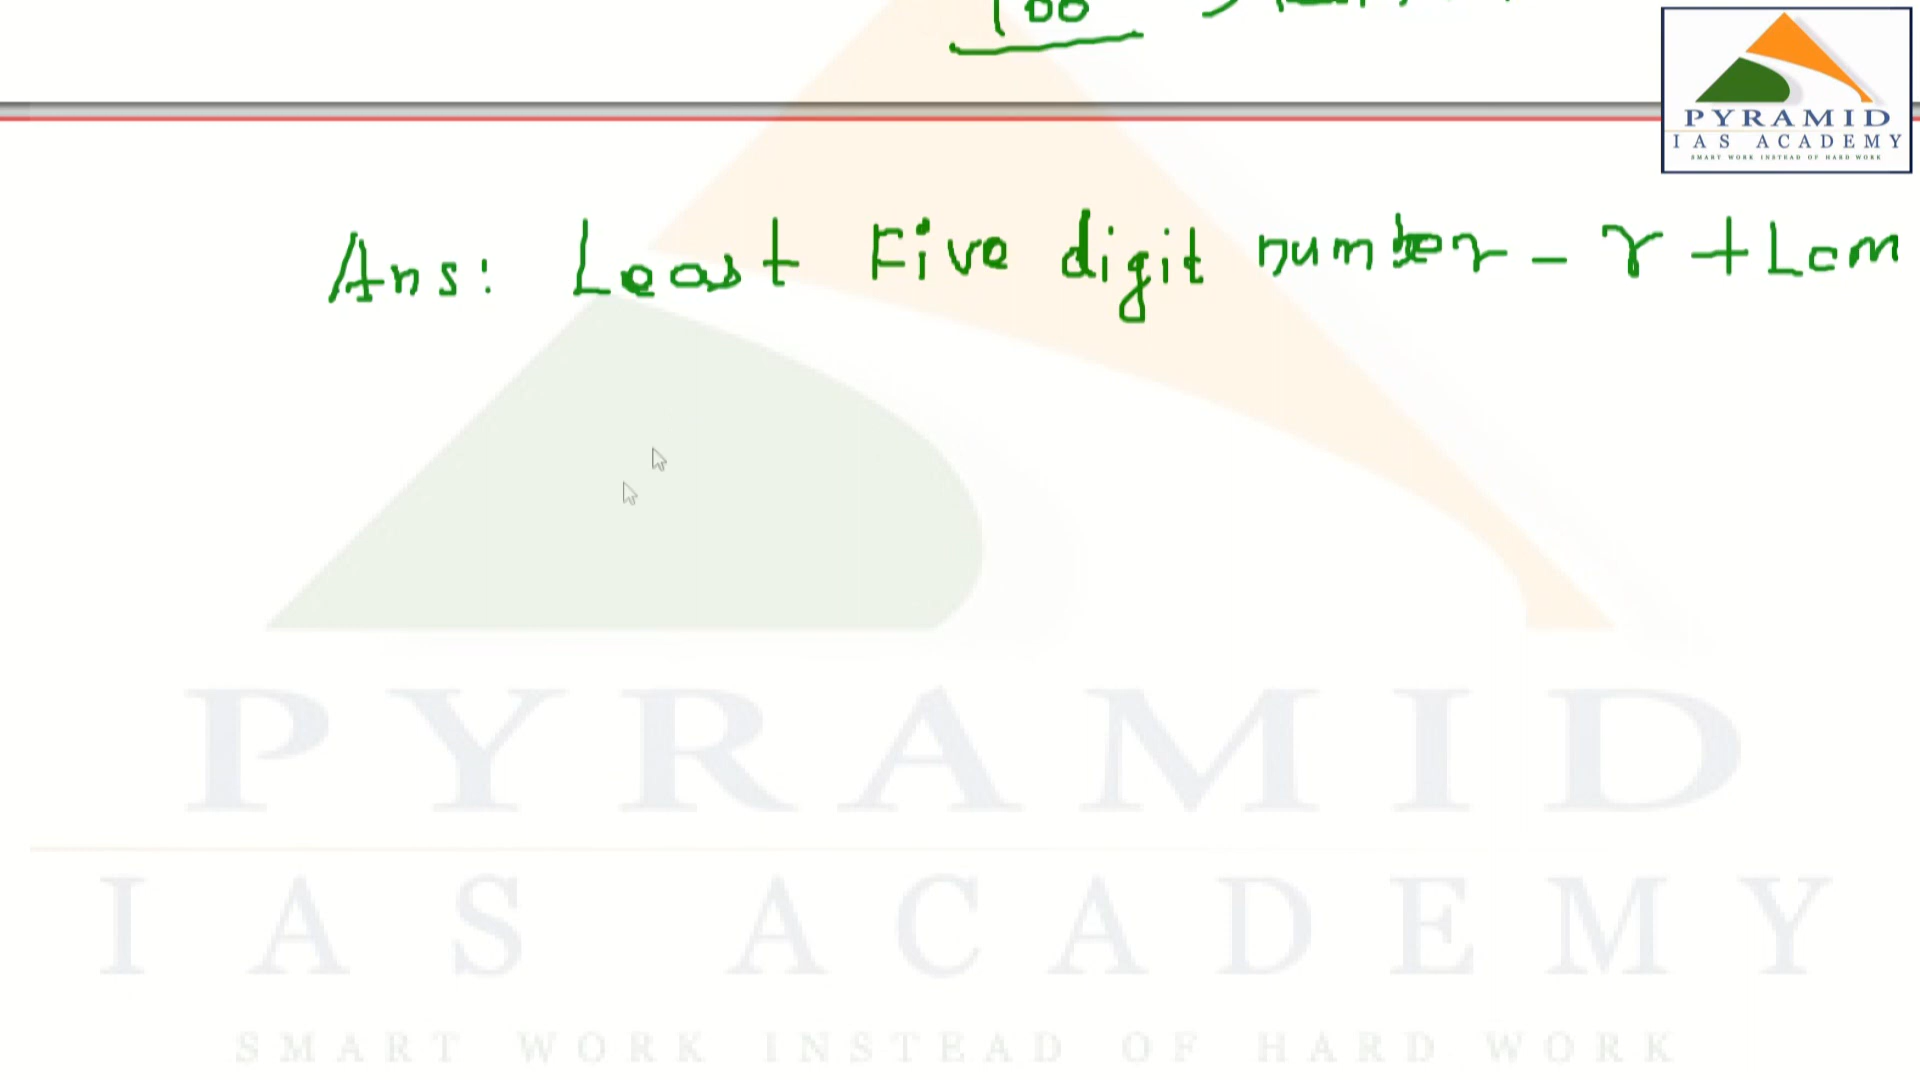 PYRAMID
IAS ACADEMY
SMART WORK INSTEAD OF HARD WORK
Ans: Least Five digit number - r + Lcm
PYRAMID
IAS ACADEMY
SMART WORK INSTEAD OF HARD WORK